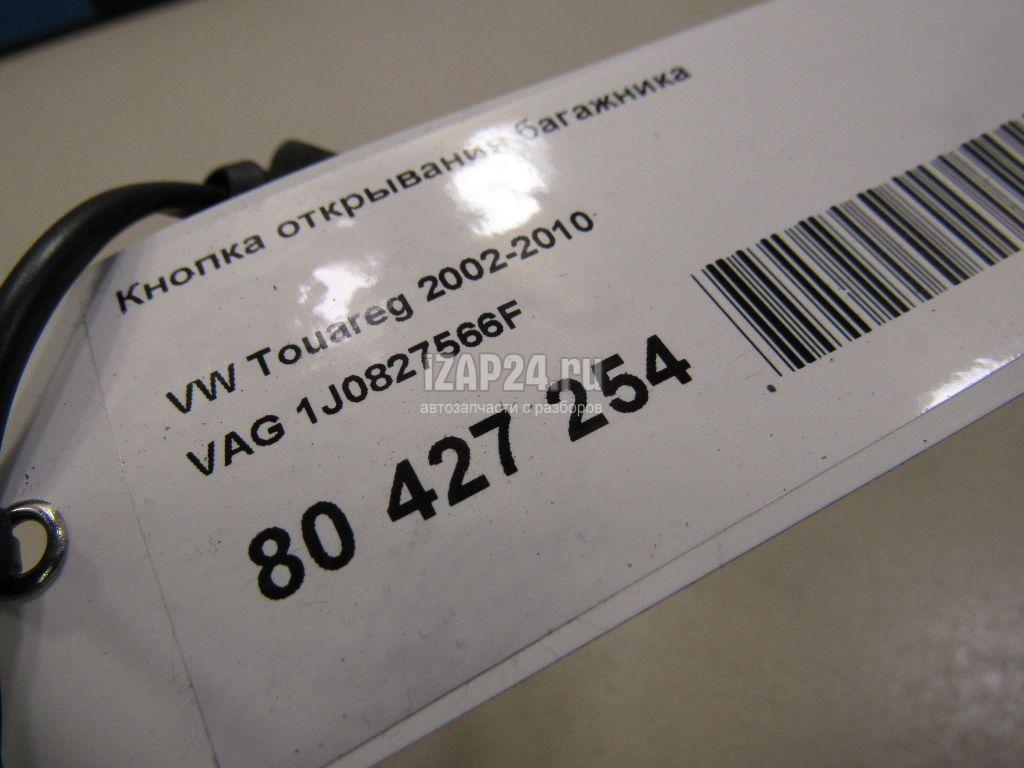 Кнопка открывания багажника
VW Touareg 2002-2010
VAG 1J0827566F
80 427 254
IZAP24.ru
автозапчасти с разборов